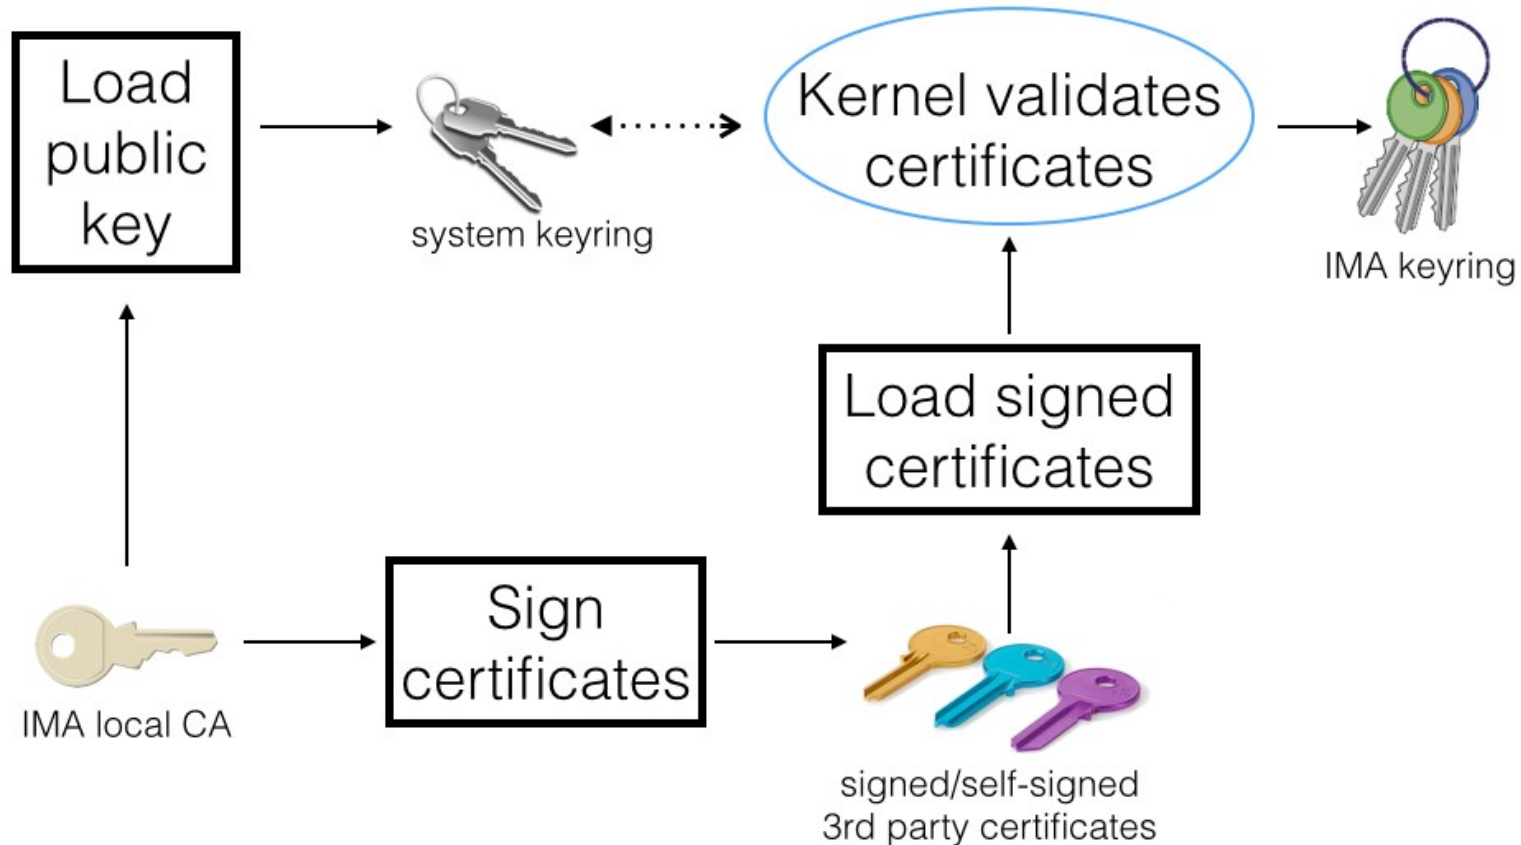 Load
public
key
system keyring
Kernel validates
certificates
IMA keyring
Load signed
certificates
Sign
certificates
IMA local CA
signed/self-signed
3rd party certificates